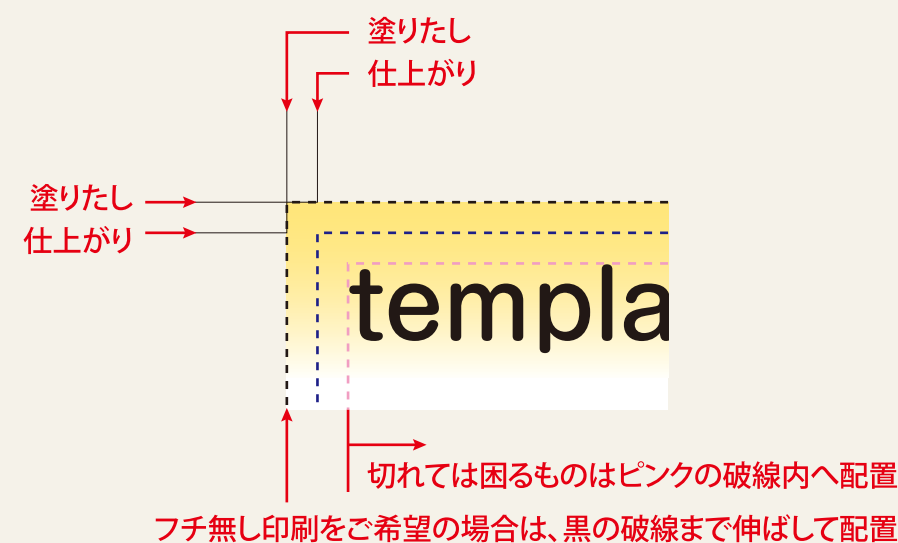 塗りたし
仕上がり
塗りたし
仕上がり
templa
切れては困るものはピンクの破線内へ配置
フチ無し印刷をご希望の場合は、黒の破線まで伸ばして配置